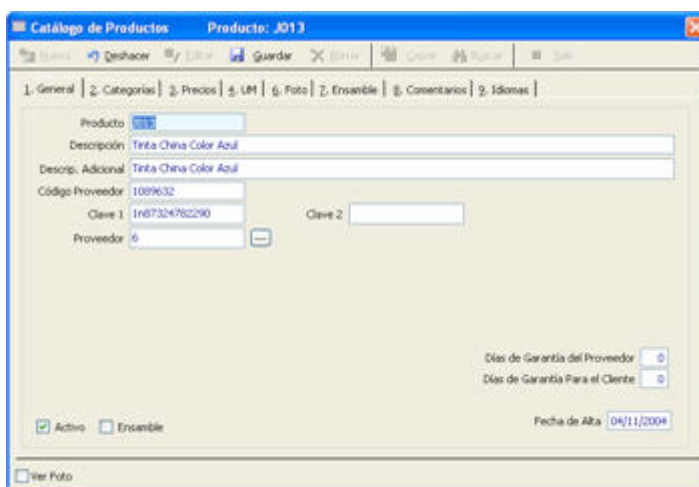 Catálogo de Productos Producto: J013
Nuevo Deshacer Editar Guardar Borrar Copiar Buscar Salir
1. General 2. Categorías 3. Precios 4. UM 6. Foto 7. Ensamble 8. Comentarios 9. Idiomas
Producto J013
Descripción Tinta China Color Azul
Descrip. Adicional Tinta China Color Azul
Código Proveedor 1089632
Clave 1 1n87324782290 Clave 2
Proveedor 6 ...
Días de Garantía del Proveedor 0
Días de Garantía Para el Cliente 0
Activo Ensamble Fecha de Alta 04/11/2004
Ver Foto